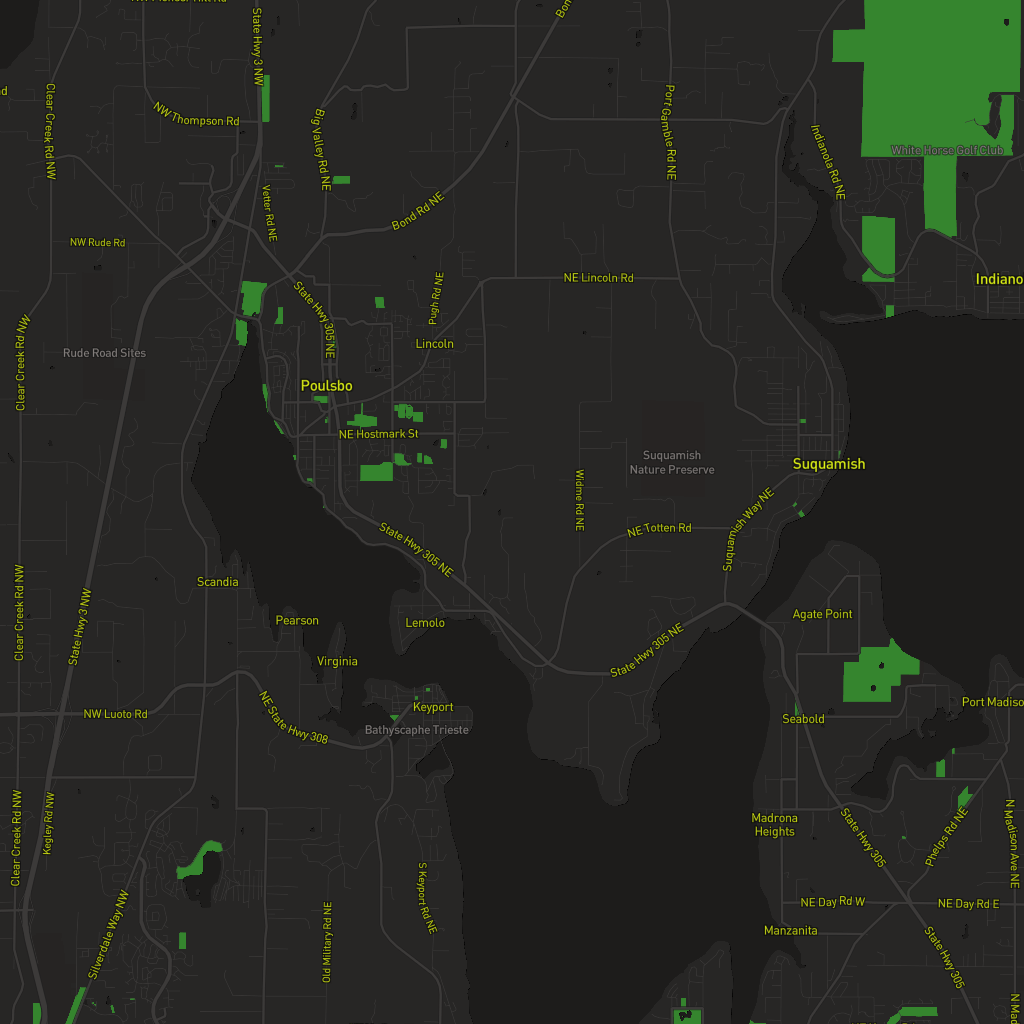 State Hwy 3 NW
Bon
Clear Creek Rd NW
NW Thompson Rd
Big Valley Rd NE
Port Gamble Rd NE
Indianola Rd NE
White Horse Golf Club
Vetter Rd NE
Bond Rd NE
NW Rude Rd
NE Lincoln Rd
Indiano
Pugh Rd NE
State Hwy 305 NE
Clear Creek Rd NW
Rude Road Sites
Lincoln
Poulsbo
NE Hostmark St
Suquamish
Nature Preserve
Suquamish
Widme Rd NE
Suquamish Way NE
NE Totten Rd
State Hwy 305 NE
Scandia
Clear Creek Rd NW
State Hwy 3 NW
Pearson
Lemolo
Agate Point
State Hwy 305 NE
Virginia
Keyport
Port Madiso
NW Luoto Rd
NE State Hwy 308
Seabold
Bathyscaphe Trieste
Clear Creek Rd NW
Kegley Rd NW
Madrona
Heights
State Hwy 305
Phelps Rd NE
N Madison Ave NE
S Keyport Rd NE
NE Day Rd W
NE Day Rd E
Silverdale Way NW
Old Military Rd NE
Manzanita
State Hwy 305
N Mad